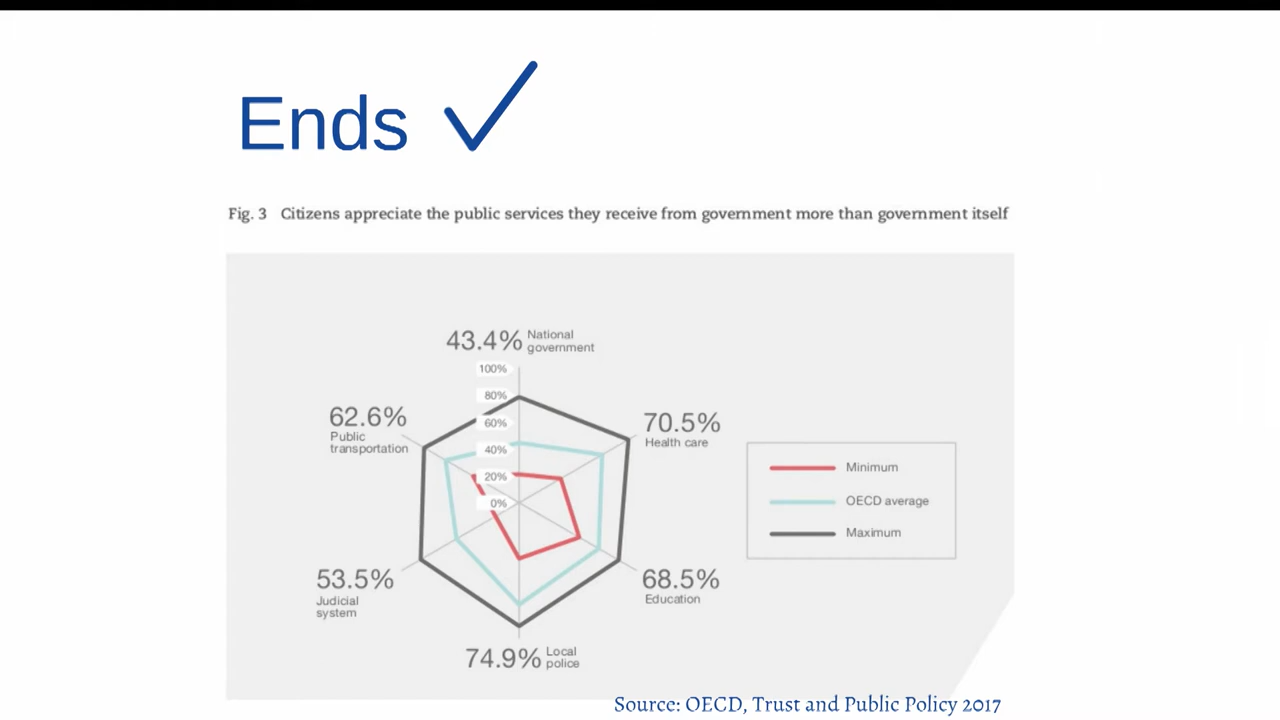 Ends
Fig. 3 Citizens appreciate the public services they receive from government more than government itself
43.4% National
government
100%
80%
60%
40%
20%
0%
62.6%
Public
transportation
70.5%
Health care
53.5%
Judicial
system
68.5%
Education
74.9% Local
police
Minimum
OECD average
Maximum
Source: OECD, Trust and Public Policy 2017